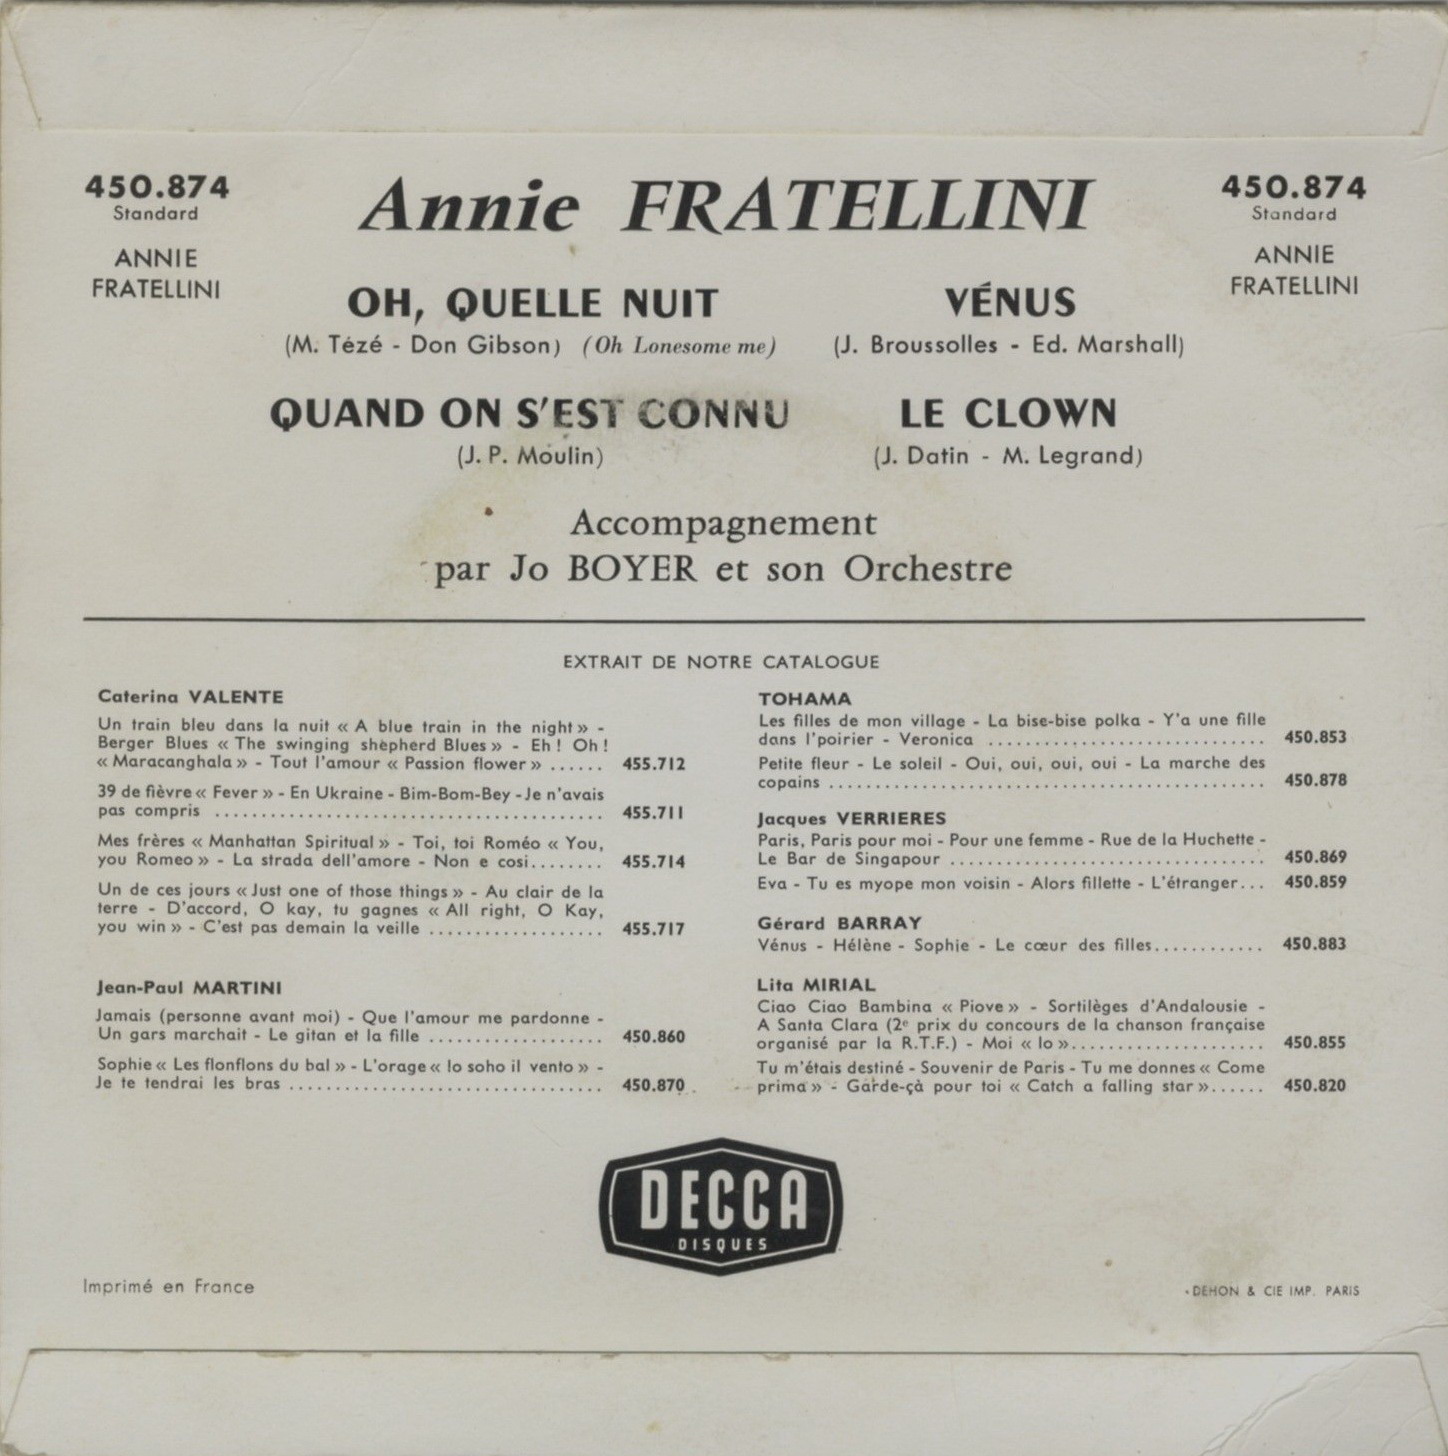 450.874
Standard
ANNIE
FRATELLINI
Annie FRATELLINI
450.874
Standard
ANNIE
FRATELLINI
OH, QUELLE NUIT
(M. Tézé - Don Gibson) (Oh Lonesome me)
VÉNUS
(J. Broussolles - Ed. Marshall)
QUAND ON S'EST CONNU
(J. P. Moulin)
LE CLOWN
(J. Datin - M. Legrand)
Accompagnement
par Jo BOYER et son Orchestre
EXTRAIT DE NOTRE CATALOGUE
Caterina VALENTE
Un train bleu dans la nuit « A blue train in the night » -
Berger Blues « The swinging shepherd Blues » - Eh ! Oh !
« Maracanghala » - Tout l'amour « Passion flower » ...... 455.712
39 de fièvre « Fever » - En Ukraine - Bim-Bom-Bey - Je n'avais
pas compris .......................................... 455.711
Mes frères « Manhattan Spiritual » - Toi, toi Roméo « You,
you Romeo » - La strada dell'amore - Non e cosi........ 455.714
Un de ces jours « Just one of those things » - Au clair de la
terre - D'accord, O kay, tu gagnes « All right, O Kay,
you win » - C'est pas demain la veille ................... 455.717
Jean-Paul MARTINI
Jamais (personne avant moi) - Que l'amour me pardonne -
Un gars marchait - Le gitan et la fille ................... 450.860
Sophie « Les flonflons du bal » - L'orage « Io soho il vento » -
Je te tendrai les bras .................................. 450.870
TOHAMA
Les filles de mon village - La bise-bise polka - Y'a une fille
dans l'poirier - Veronica .............................. 450.853
Petite fleur - Le soleil - Oui, oui, oui, oui - La marche des
copains ............................................... 450.878
Jacques VERRIERES
Paris, Paris pour moi - Pour une femme - Rue de la Huchette -
Le Bar de Singapour .................................. 450.869
Eva - Tu es myope mon voisin - Alors fillette - L'étranger... 450.859
Gérard BARRAY
Vénus - Hélène - Sophie - Le cœur des filles............ 450.883
Lita MIRIAL
Ciao Ciao Bambina « Piove » - Sortilèges d'Andalousie -
A Santa Clara (2e prix du concours de la chanson française
organisé par la R.T.F.) - Moi « Io »..................... 450.855
Tu m'étais destiné - Souvenir de Paris - Tu me donnes « Come
prima » - Garde-çà pour toi « Catch a falling star »...... 450.820
DECCA
DISQUES
Imprimé en France
DEHON & CIE IMP. PARIS